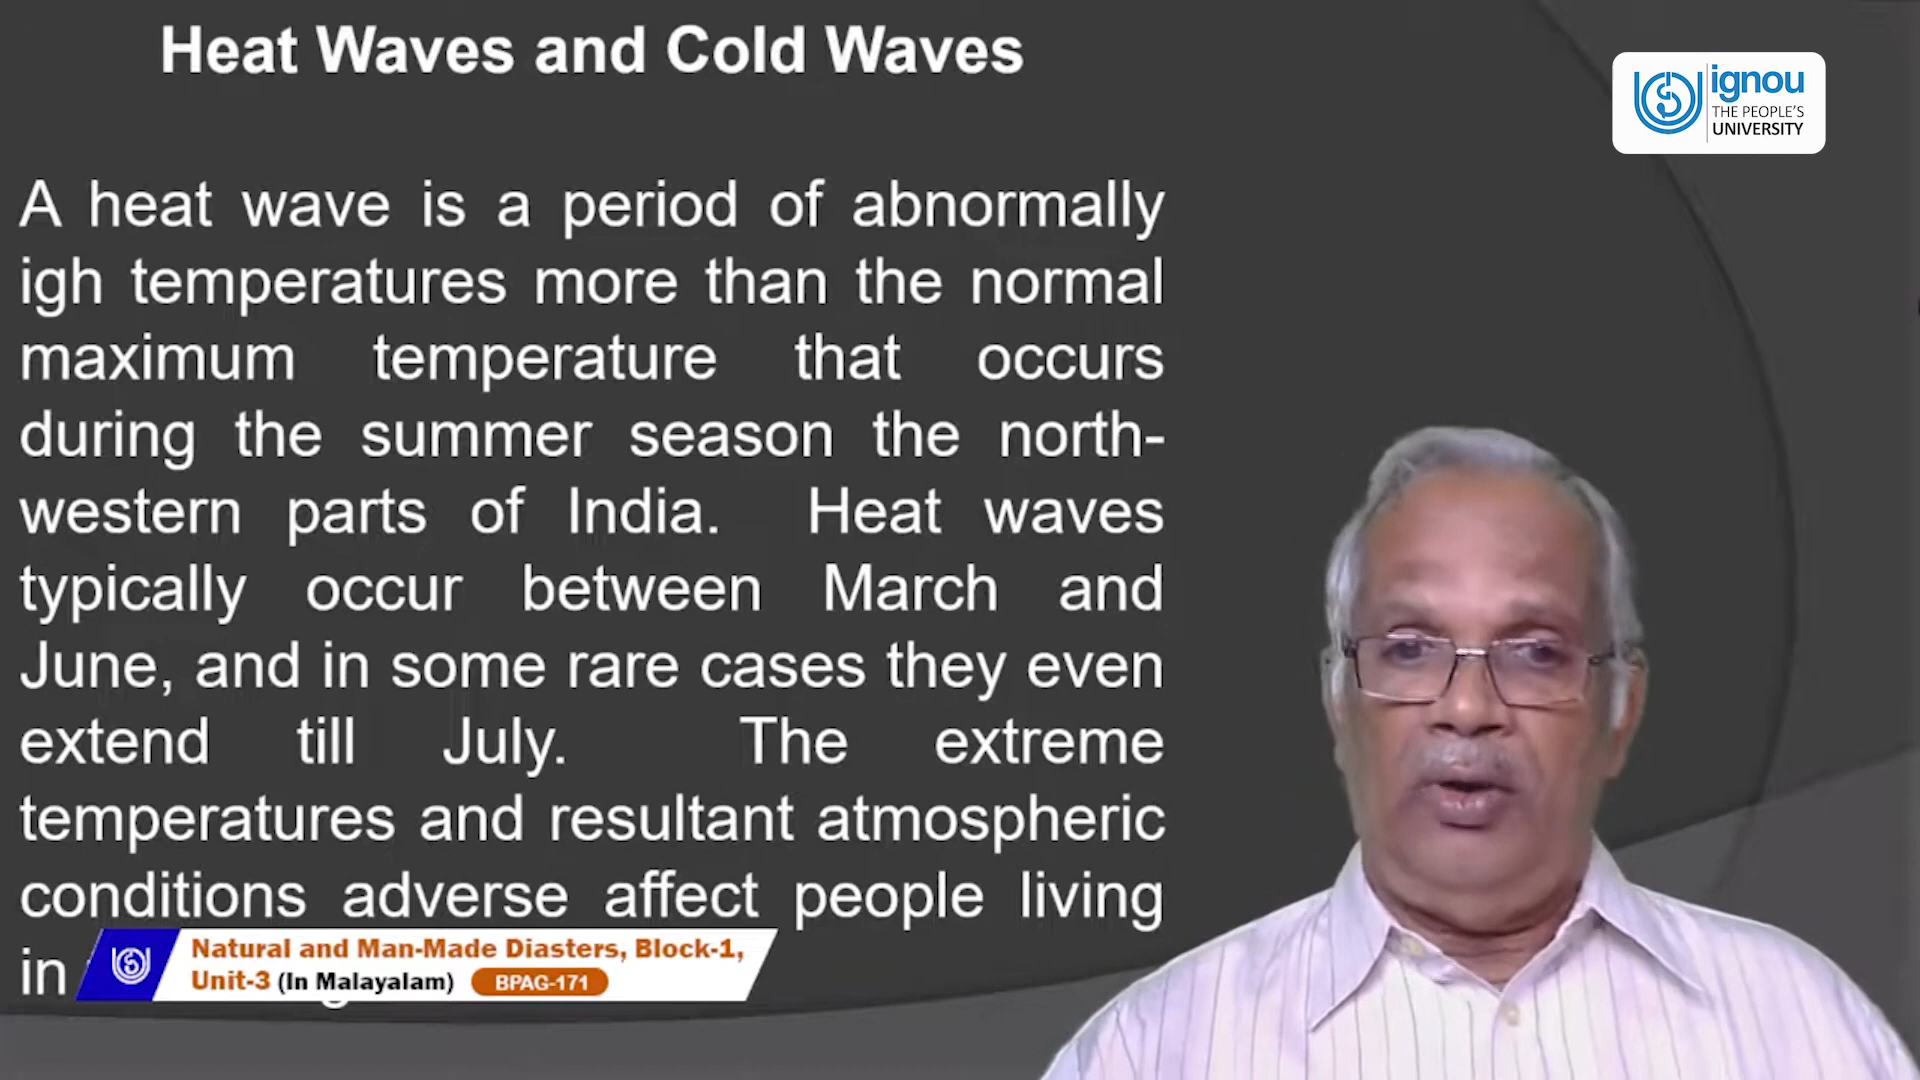 Heat Waves and Cold Waves
ignou
THE PEOPLE'S
UNIVERSITY
A heat wave is a period of abnormally
igh temperatures more than the normal
maximum temperature that occurs
during the summer season the north-
western parts of India. Heat waves
typically occur between March and
June, and in some rare cases they even
extend till July. The extreme
temperatures and resultant atmospheric
conditions adverse affect people living
in
Natural and Man-Made Diasters, Block-1,
Unit-3 (In Malayalam) BPAG-171